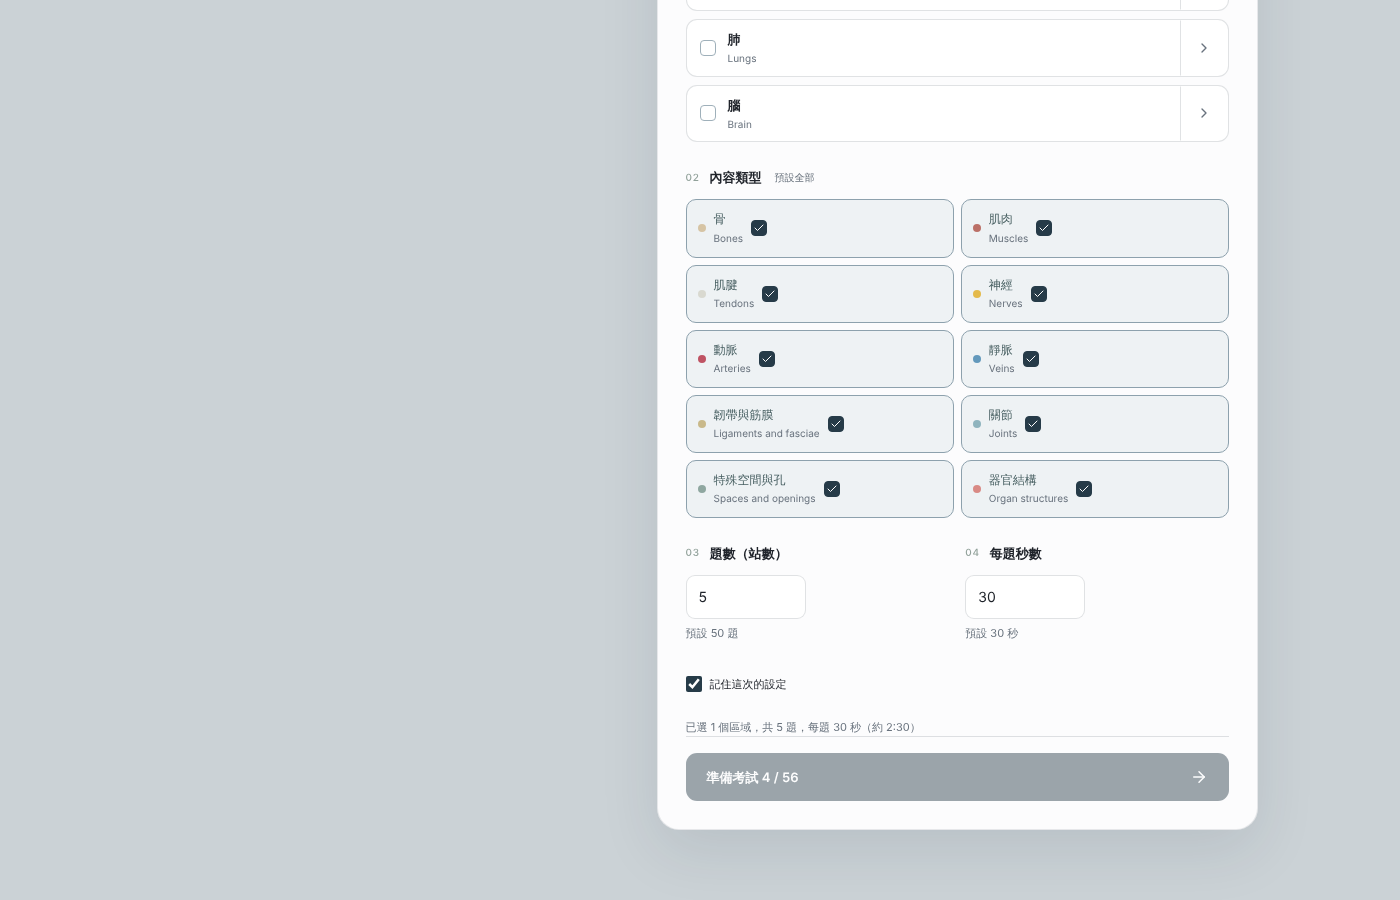 肺
Lungs
腦
Brain
02 內容類型 預設全部
骨
Bones
肌肉
Muscles
肌腱
Tendons
神經
Nerves
動脈
Arteries
靜脈
Veins
韌帶與筋膜
Ligaments and fasciae
關節
Joints
特殊空間與孔
Spaces and openings
器官結構
Organ structures
03 題數（站數）
04 每題秒數
5
30
預設 50 題
預設 30 秒
記住這次的設定
已選 1 個區域，共 5 題，每題 30 秒（約 2:30）
準備考試 4 / 56